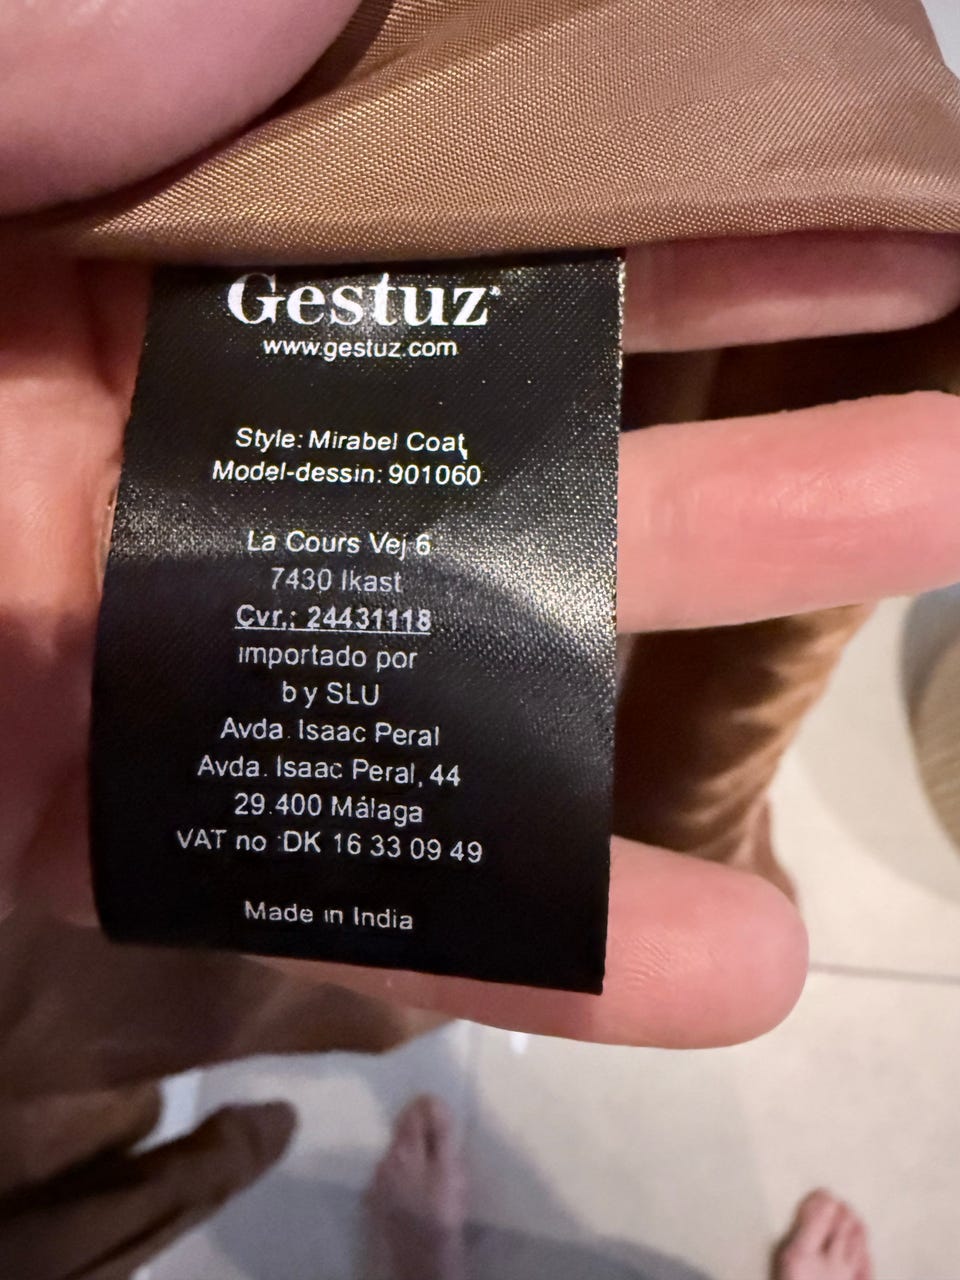 Gestuz
www.gestuz.com
Style: Mirabel Coat
Model-dessin: 901060
La Cours Vej 6
7430 Ikast
Cvr.: 24431118
importado por
b y SLU
Avda. Isaac Peral
Avda. Isaac Peral, 44
29.400 Málaga
VAT no :DK 16 33 09 49
Made in India